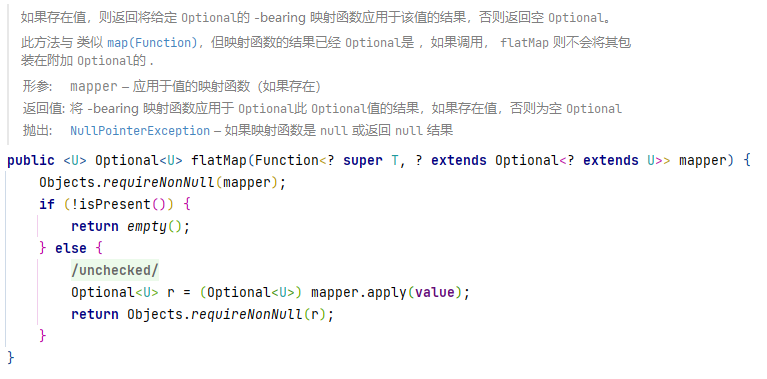 如果存在值，则返回将给定 Optional的 -bearing 映射函数应用于该值的结果，否则返回空 Optional。
此方法与 类似 map(Function)，但映射函数的结果已经 Optional是 ，如果调用， flatMap 则不会将其包
装在附加 Optional的 .
形参: mapper – 应用于值的映射函数（如果存在）
返回值: 将 -bearing 映射函数应用于 Optional此 Optional值的结果，如果存在值，否则为空 Optional
抛出: NullPointerException – 如果映射函数是 null 或返回 null 结果
public <U> Optional<U> flatMap(Function<? super T, ? extends Optional<? extends U>> mapper) {
    Objects.requireNonNull(mapper);
    if (!isPresent()) {
        return empty();
    } else {
        /unchecked/
        Optional<U> r = (Optional<U>) mapper.apply(value);
        return Objects.requireNonNull(r);
    }
}